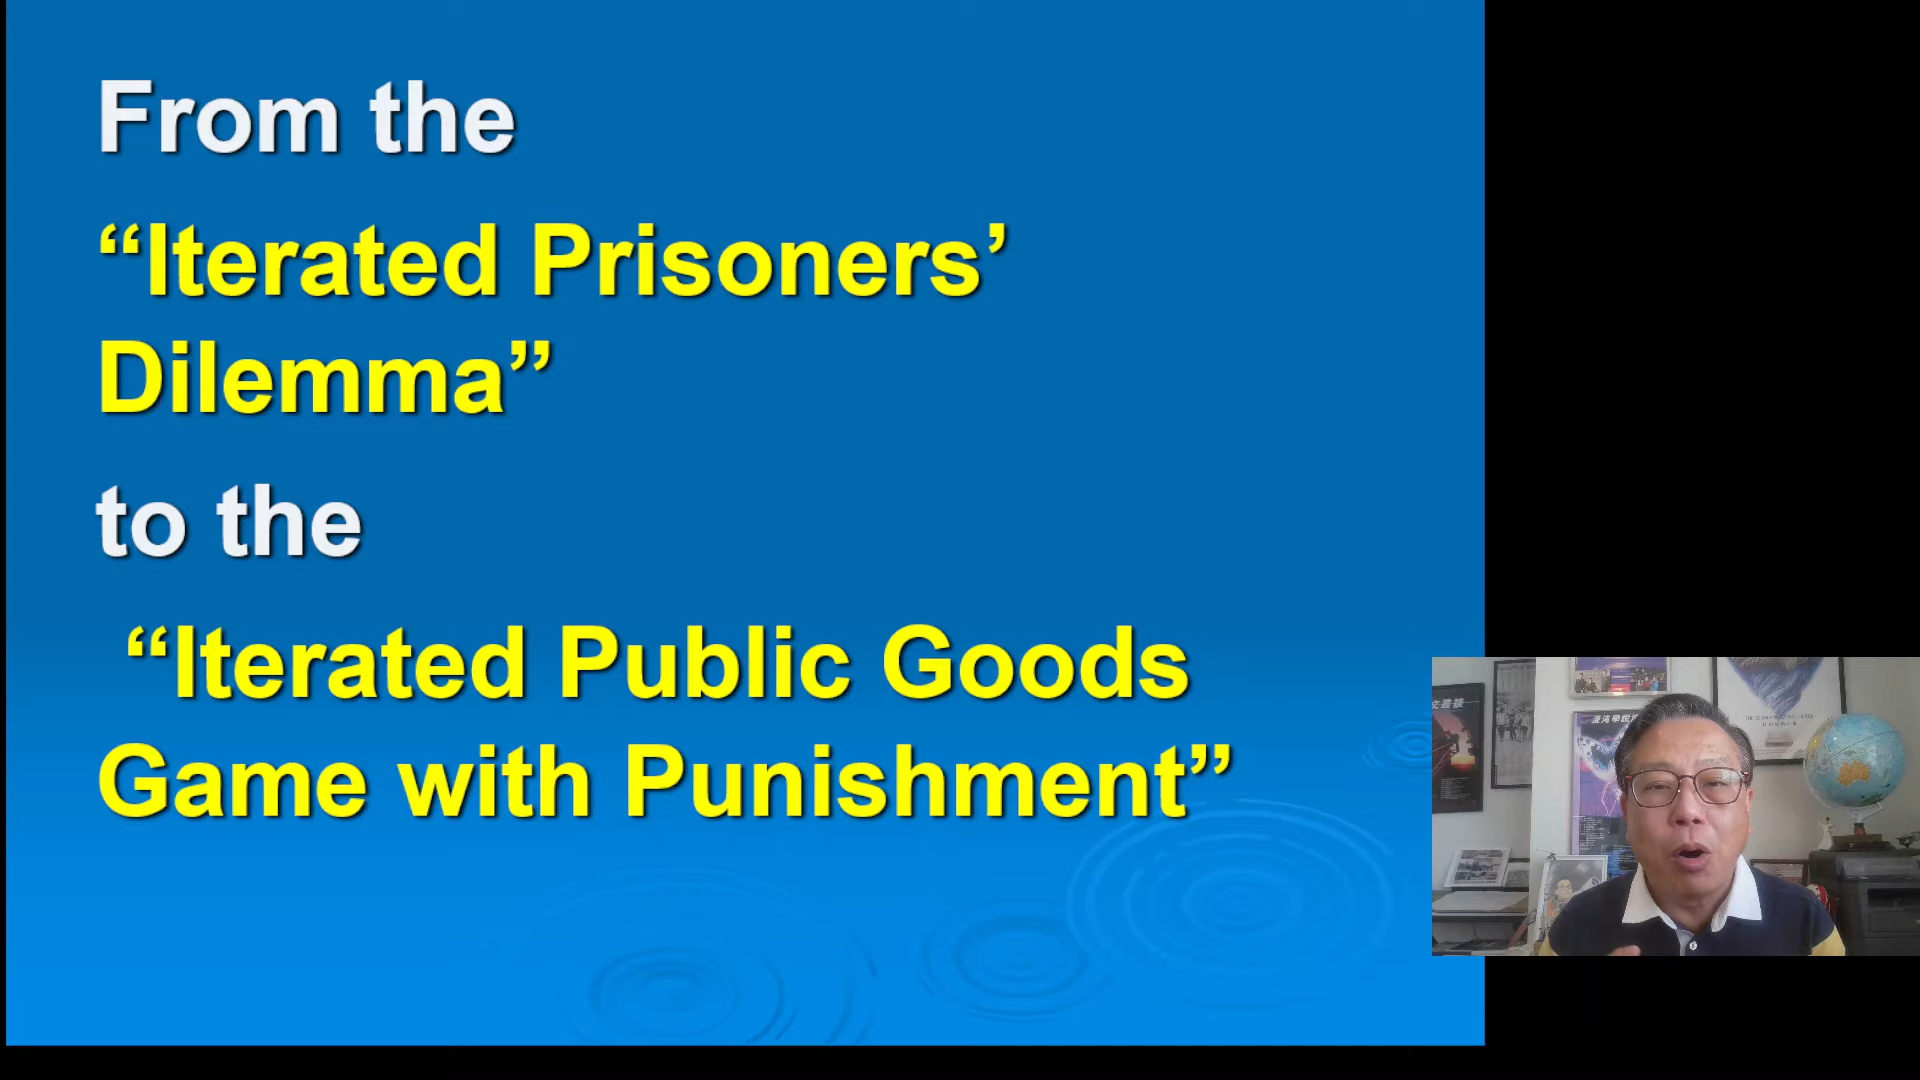 From the
“Iterated Prisoners’
Dilemma”
to the
“Iterated Public Goods
Game with Punishment”